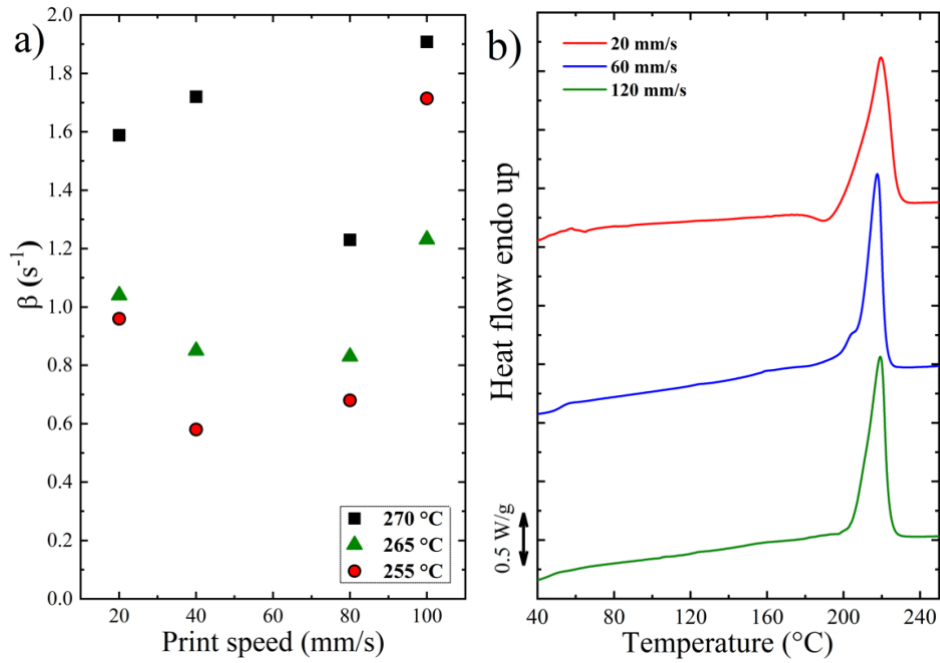 a)
2.0
1.8
1.6
1.4
1.2
1.0
0.8
0.6
0.4
0.2
0.0
β (s⁻¹)
270 °C
265 °C
255 °C
20 40 60 80 100
Print speed (mm/s)
b)
20 mm/s
60 mm/s
120 mm/s
Heat flow endo up
0.5 W/g
40 80 120 160 200 240
Temperature (°C)